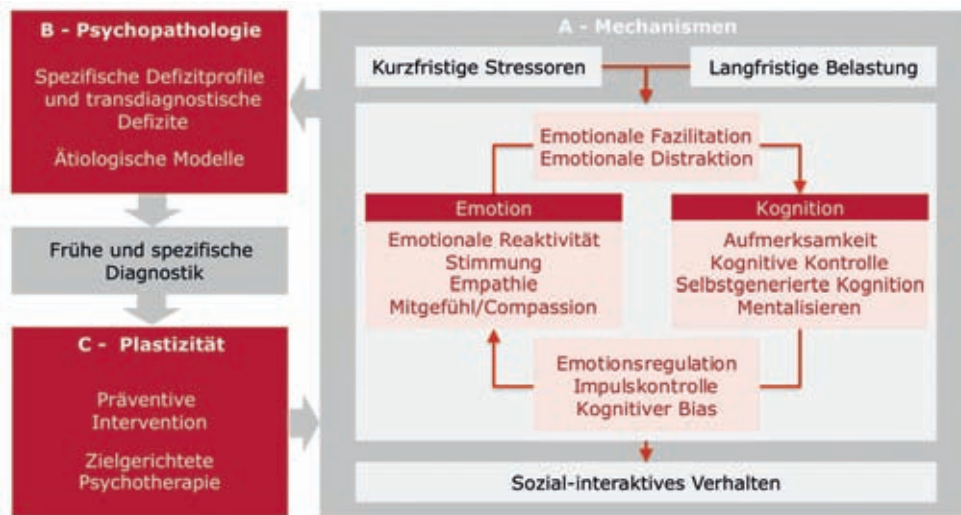 B - Psychopathologie
Spezifische Defizitprofile
und transdiagnostische
Defizite
Ätiologische Modelle
Frühe und spezifische
Diagnostik
C - Plastizität
Präventive
Intervention
Zielgerichtete
Psychotherapie
A - Mechanismen
Kurzfristige Stressoren
Langfristige Belastung
Emotionale Fazilitation
Emotionale Distraktion
Emotion
Emotionale Reaktivität
Stimmung
Empathie
Mitgefühl/Compassion
Kognition
Aufmerksamkeit
Kognitive Kontrolle
Selbstgenerierte Kognition
Mentalisieren
Emotionsregulation
Impulskontrolle
Kognitiver Bias
Sozial-interaktives Verhalten